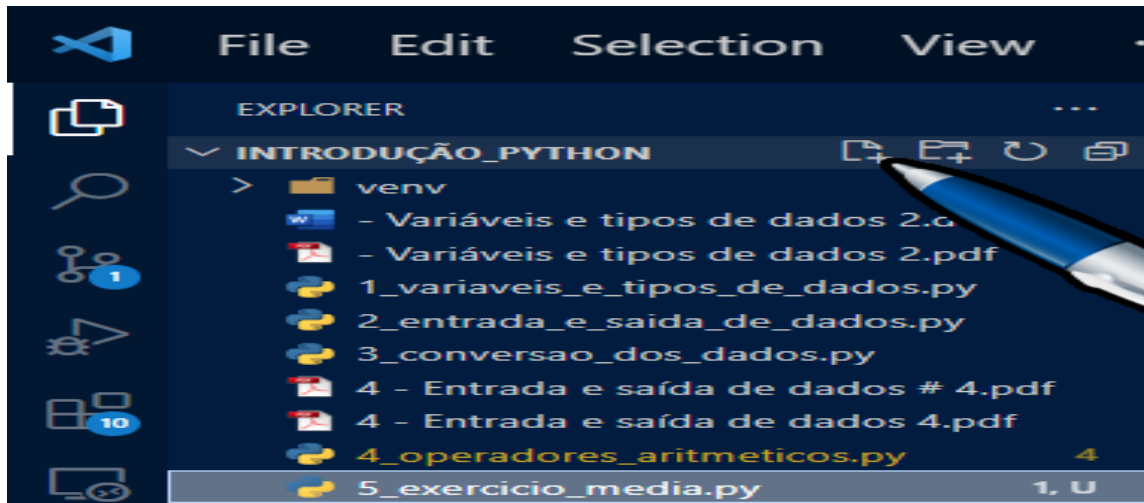 File Edit Selection View
EXPLORER ...
INTRODUÇÃO_PYTHON
venv
- Variáveis e tipos de dados 2.d
- Variáveis e tipos de dados 2.pdf
1_variaveis_e_tipos_de_dados.py
1
2_entrada_e_saida_de_dados.py
3_conversao_dos_dados.py
4 - Entrada e saída de dados # 4.pdf
10 4 - Entrada e saída de dados 4.pdf
4_operadores_aritmeticos.py 4
5_exercicio_media.py 1, U